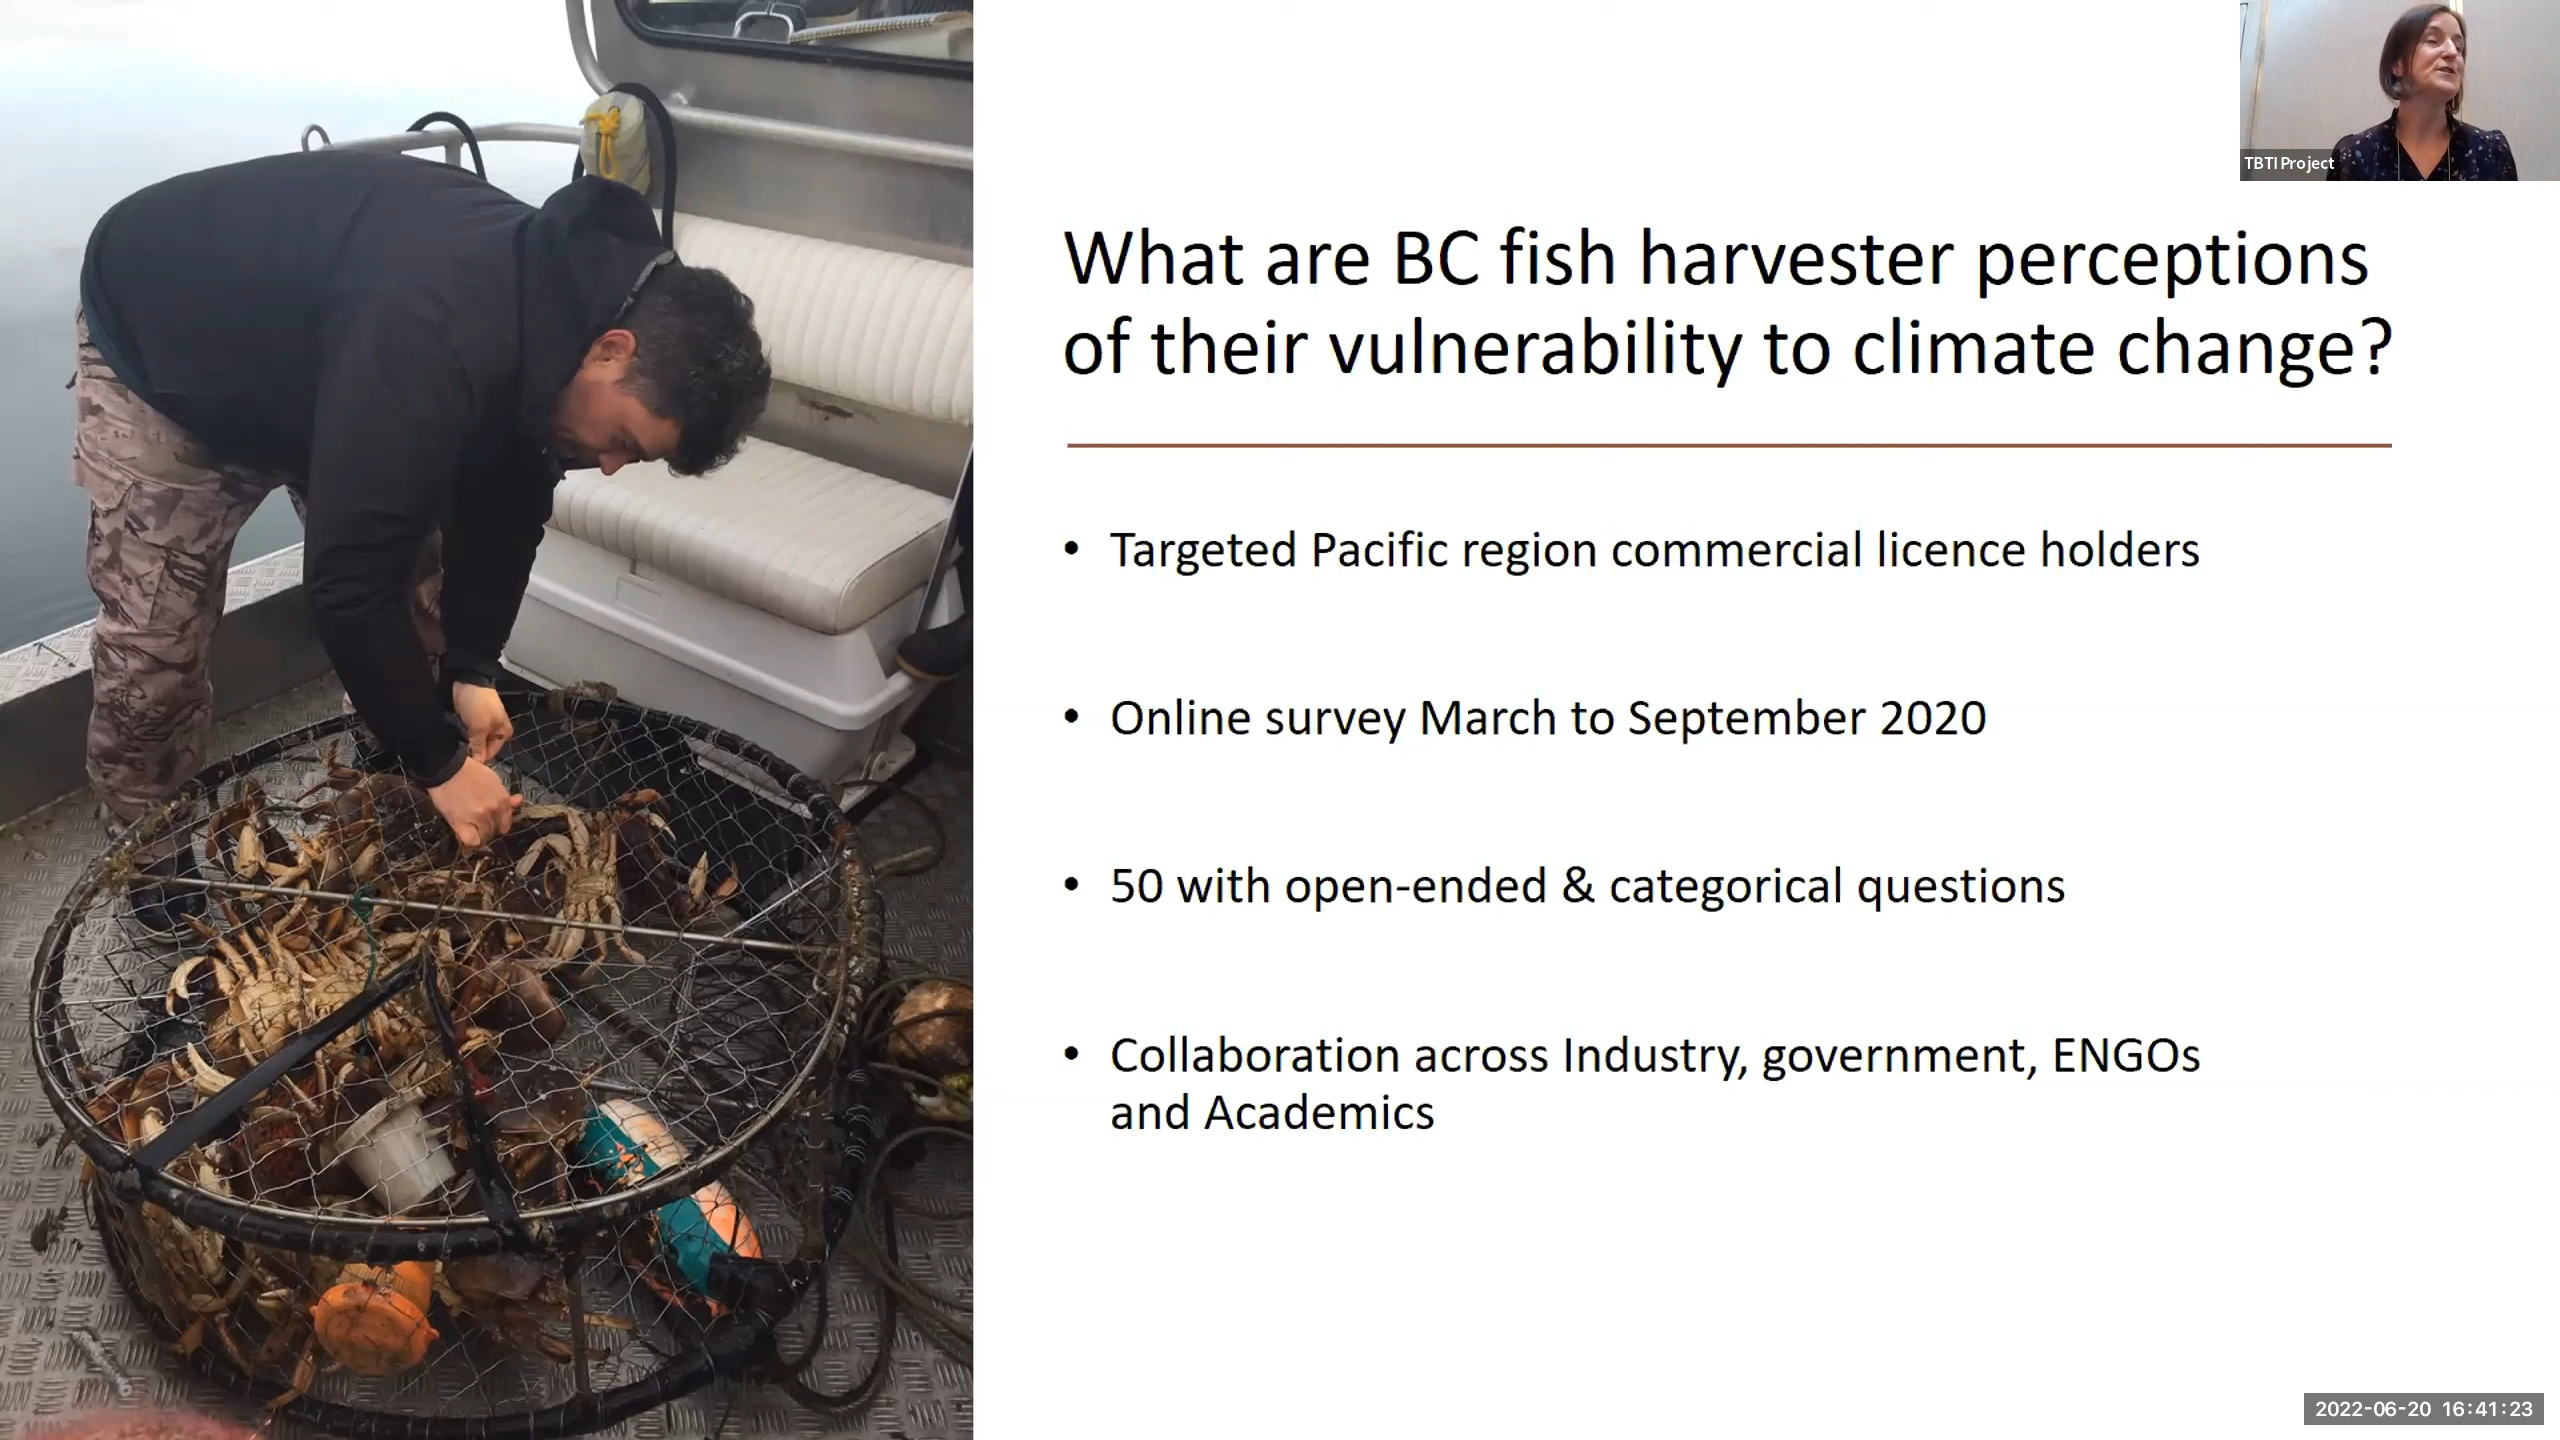 TBTI Project
What are BC fish harvester perceptions
of their vulnerability to climate change?
• Targeted Pacific region commercial licence holders
• Online survey March to September 2020
• 50 with open-ended & categorical questions
• Collaboration across Industry, government, ENGOs
and Academics
2022-06-20 16:41:23